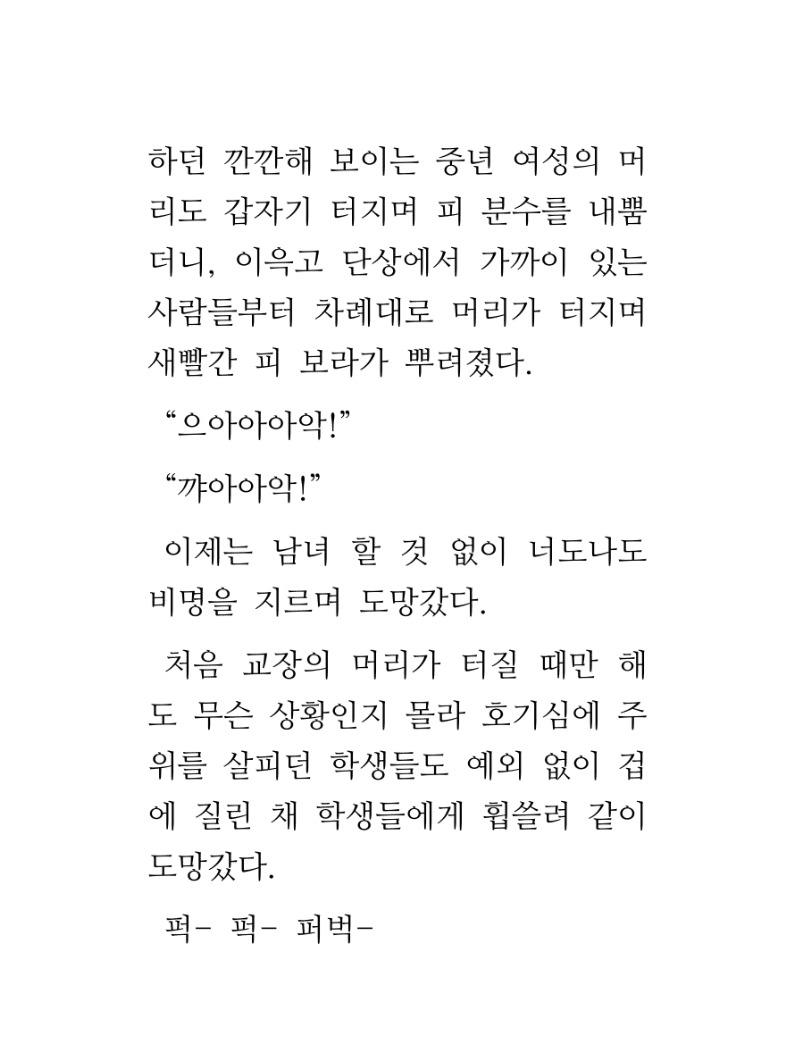 하던 깐깐해 보이는 중년 여성의 머
리도 갑자기 터지며 피 분수를 내뿜
더니, 이윽고 단상에서 가까이 있는
사람들부터 차례대로 머리가 터지며
새빨간 피 보라가 뿌려졌다.
“으아아아악!”
“꺄아아악!”
이제는 남녀 할 것 없이 너도나도
비명을 지르며 도망갔다.
처음 교장의 머리가 터질 때만 해
도 무슨 상황인지 몰라 호기심에 주
위를 살피던 학생들도 예외 없이 겁
에 질린 채 학생들에게 휩쓸려 같이
도망갔다.
퍽- 퍽- 퍼벅-